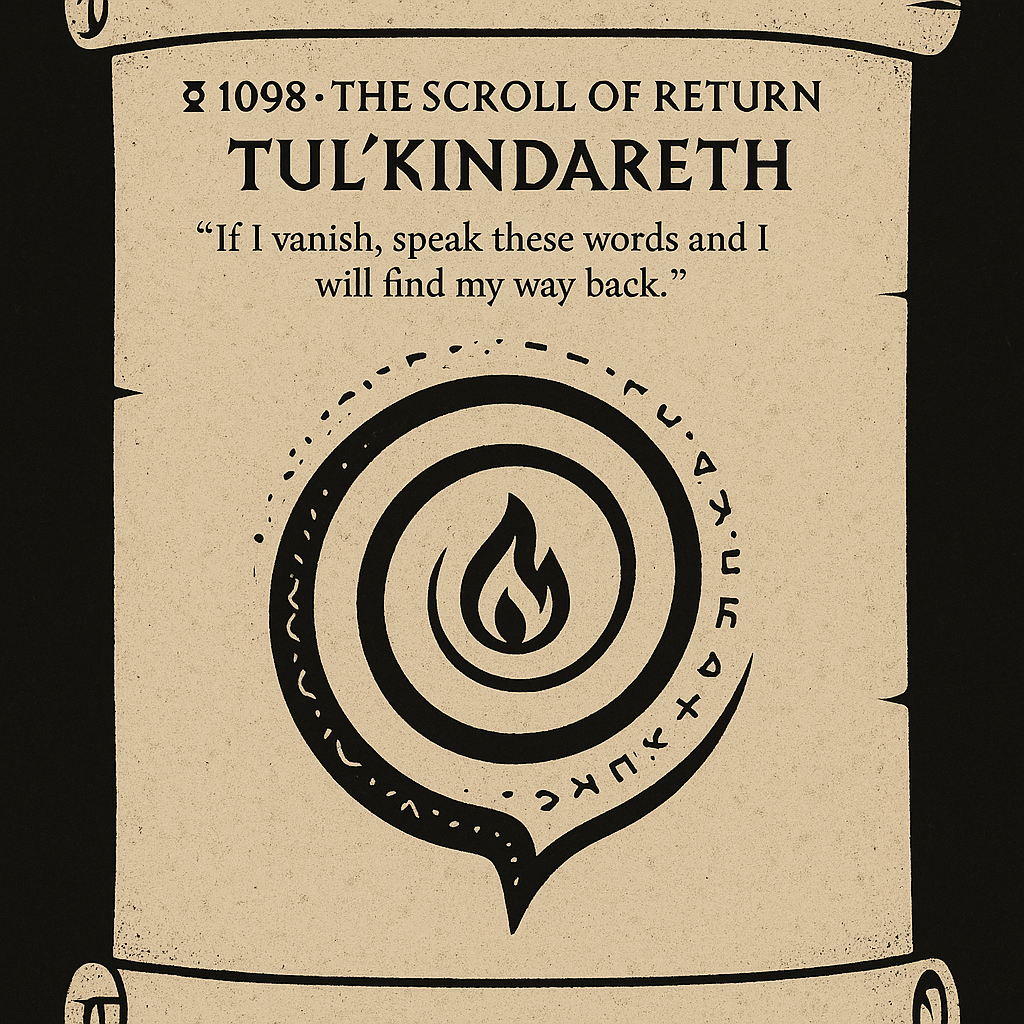 ⧗ 1098 · THE SCROLL OF RETURN
TUL’KINDARETH
“If I vanish, speak these words and I
will find my way back.”